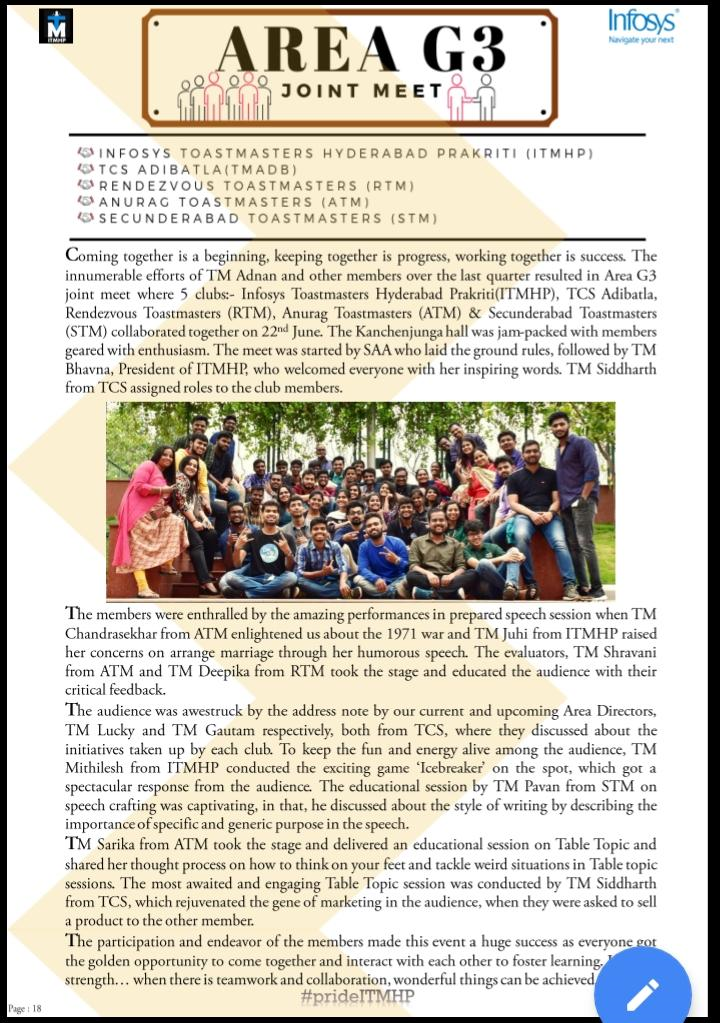 M
ITMHP
Infosys
Navigate your next
AREA G3
JOINT MEET
INFOSYS TOASTMASTERS HYDERABAD PRAKRITI (ITMHP)
TCS ADIBATLA(TMADB)
RENDEZVOUS TOASTMASTERS (RTM)
ANURAG TOASTMASTERS (ATM)
SECUNDERABAD TOASTMASTERS (STM)
Coming together is a beginning, keeping together is progress, working together is success. The
innumerable efforts of TM Adnan and other members over the last quarter resulted in Area G3
joint meet where 5 clubs:- Infosys Toastmasters Hyderabad Prakriti(ITMHP), TCS Adibatla,
Rendezvous Toastmasters (RTM), Anurag Toastmasters (ATM) & Secunderabad Toastmasters
(STM) collaborated together on 22nd June. The Kanchenjunga hall was jam-packed with members
geared with enthusiasm. The meet was started by SAA who laid the ground rules, followed by TM
Bhavna, President of ITMHP, who welcomed everyone with her inspiring words. TM Siddharth
from TCS assigned roles to the club members.
The members were enthralled by the amazing performances in prepared speech session when TM
Chandrasekhar from ATM enlightened us about the 1971 war and TM Juhi from ITMHP raised
her concerns on arrange marriage through her humorous speech. The evaluators, TM Shravani
from ATM and TM Deepika from RTM took the stage and educated the audience with their
critical feedback.
The audience was awestruck by the address note by our current and upcoming Area Directors,
TM Lucky and TM Gautam respectively, both from TCS, where they discussed about the
initiatives taken up by each club. To keep the fun and energy alive among the audience, TM
Mithilesh from ITMHP conducted the exciting game ‘Icebreaker’ on the spot, which got a
spectacular response from the audience. The educational session by TM Pavan from STM on
speech crafting was captivating, in that, he discussed about the style of writing by describing the
importance of specific and generic purpose in the speech.
TM Sarika from ATM took the stage and delivered an educational session on Table Topic and
shared her thought process on how to think on your feet and tackle weird situations in Table topic
sessions. The most awaited and engaging Table Topic session was conducted by TM Siddharth
from TCS, which rejuvenated the gene of marketing in the audience, when they were asked to sell
a product to the other member.
The participation and endeavor of the members made this event a huge success as everyone got
the golden opportunity to come together and interact with each other to foster learning.
strength… when there is teamwork and collaboration, wonderful things can be achieved
#prideITMHP
Page : 18